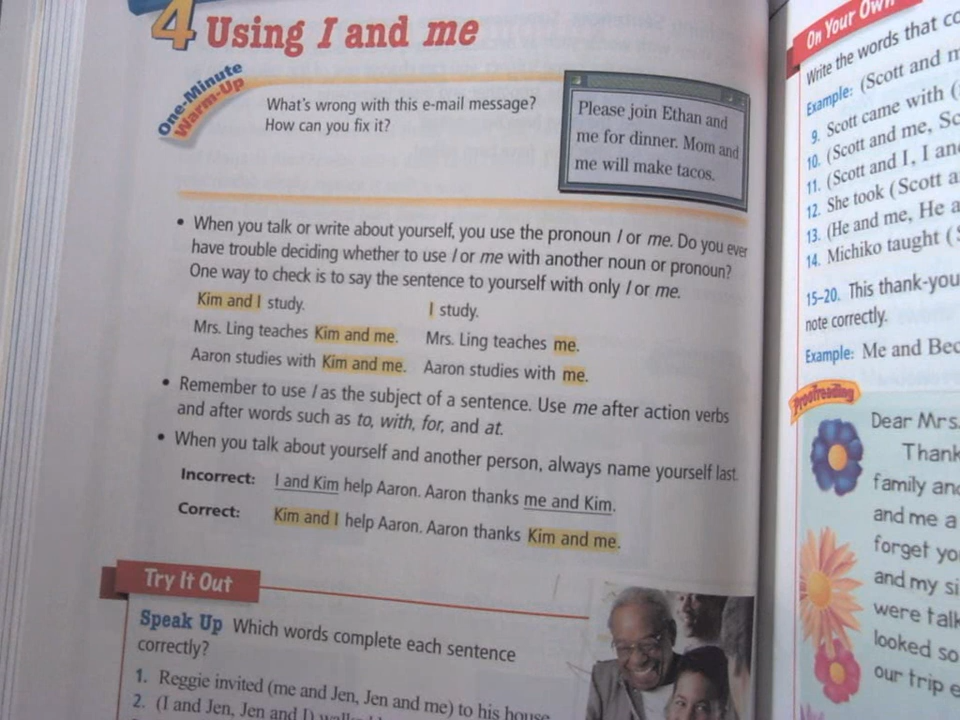 4 Using I and me
One-Minute
Warm-Up
What's wrong with this e-mail message?
How can you fix it?
Please join Ethan and
me for dinner. Mom and
me will make tacos.
• When you talk or write about yourself, you use the pronoun I or me. Do you ever
have trouble deciding whether to use I or me with another noun or pronoun?
One way to check is to say the sentence to yourself with only I or me.
Kim and I study. I study.
Mrs. Ling teaches Kim and me. Mrs. Ling teaches me.
Aaron studies with Kim and me. Aaron studies with me.
• Remember to use I as the subject of a sentence. Use me after action verbs
and after words such as to, with, for, and at.
• When you talk about yourself and another person, always name yourself last.
Incorrect: I and Kim help Aaron. Aaron thanks me and Kim.
Correct: Kim and I help Aaron. Aaron thanks Kim and me.
Try It Out
Speak Up Which words complete each sentence
correctly?
1. Reggie invited (me and Jen, Jen and me) to his house
2. (I and Jen, Jen and I)
On Your Own
Write the words that
Example: (Scott and
9. Scott came with (
10. (Scott and me,
11. (Scott and I, I
12. She took (Scott
13. (He and me, He
14. Michiko taught (
15–20. This thank-you
note correctly.
Example: Me and
Proofreading
Dear Mrs.
Thank
family
and me a
forget
and my
were
looked so
our trip